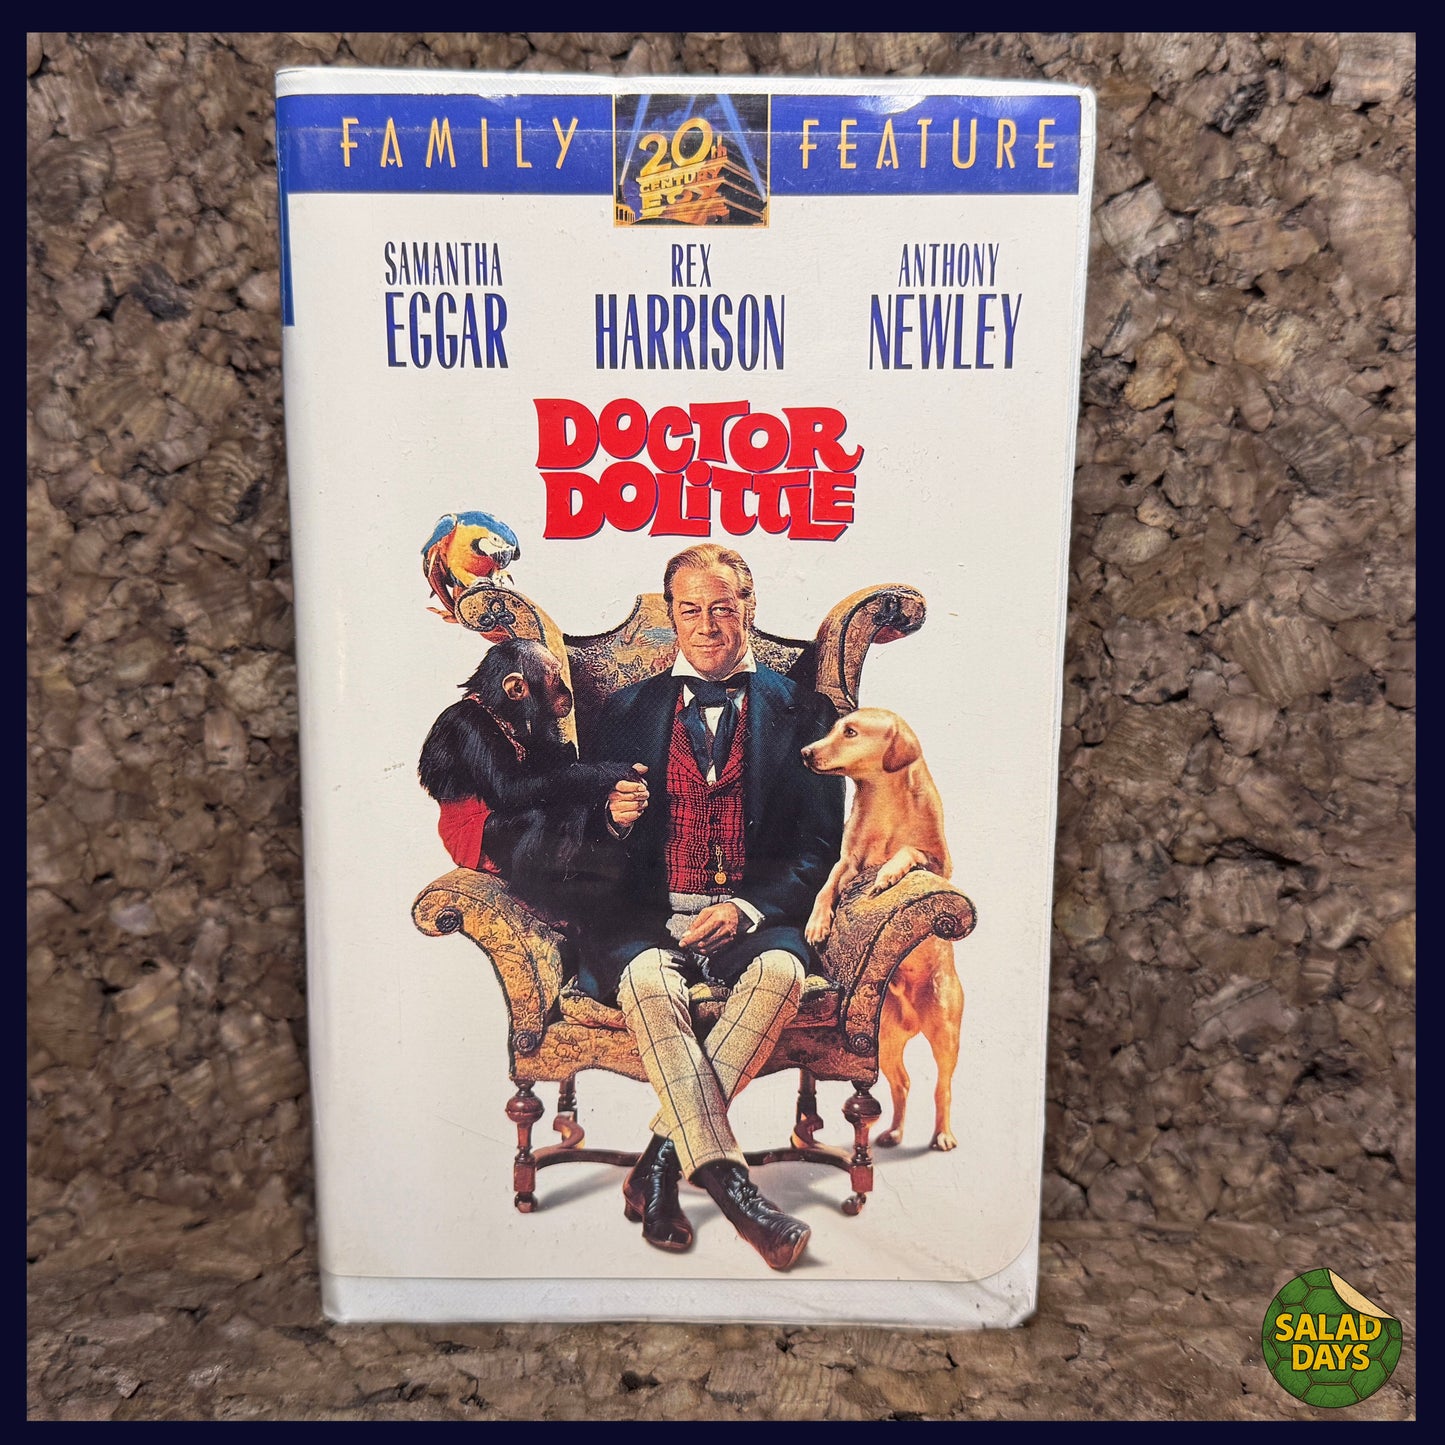 FAMILY
20th
CENTURY
FOX
FEATURE
SAMANTHA
EGGAR
REX
HARRISON
ANTHONY
NEWLEY
DOCTOR
DOLiTTLE
SALAD
DAYS